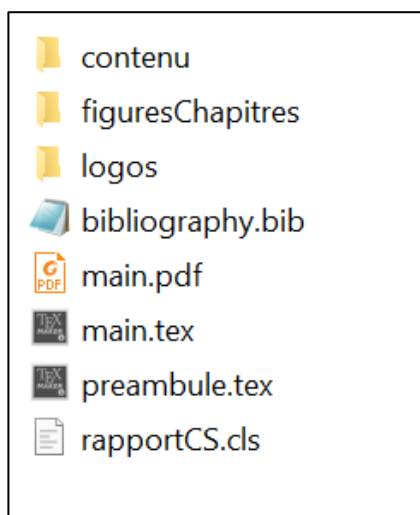 contenu
figuresChapitres
logos
bibliography.bib
main.pdf
main.tex
preambule.tex
rapportCS.cls